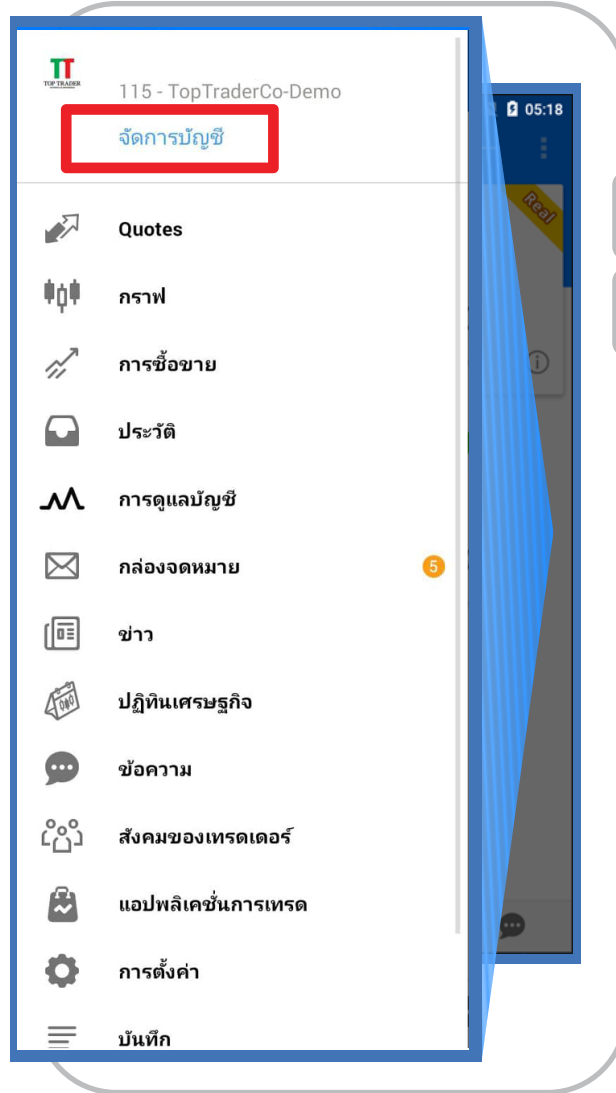 TOP TRADER
115 - TopTraderCo-Demo
จัดการบัญชี
05:18
Real
Quotes
กราฟ
การซื้อขาย
ประวัติ
การดูแลบัญชี
กล่องจดหมาย
5
ข่าว
ปฏิทินเศรษฐกิจ
ข้อความ
สังคมของเทรดเดอร์
แอปพลิเคชั่นการเทรด
การตั้งค่า
บันทึก